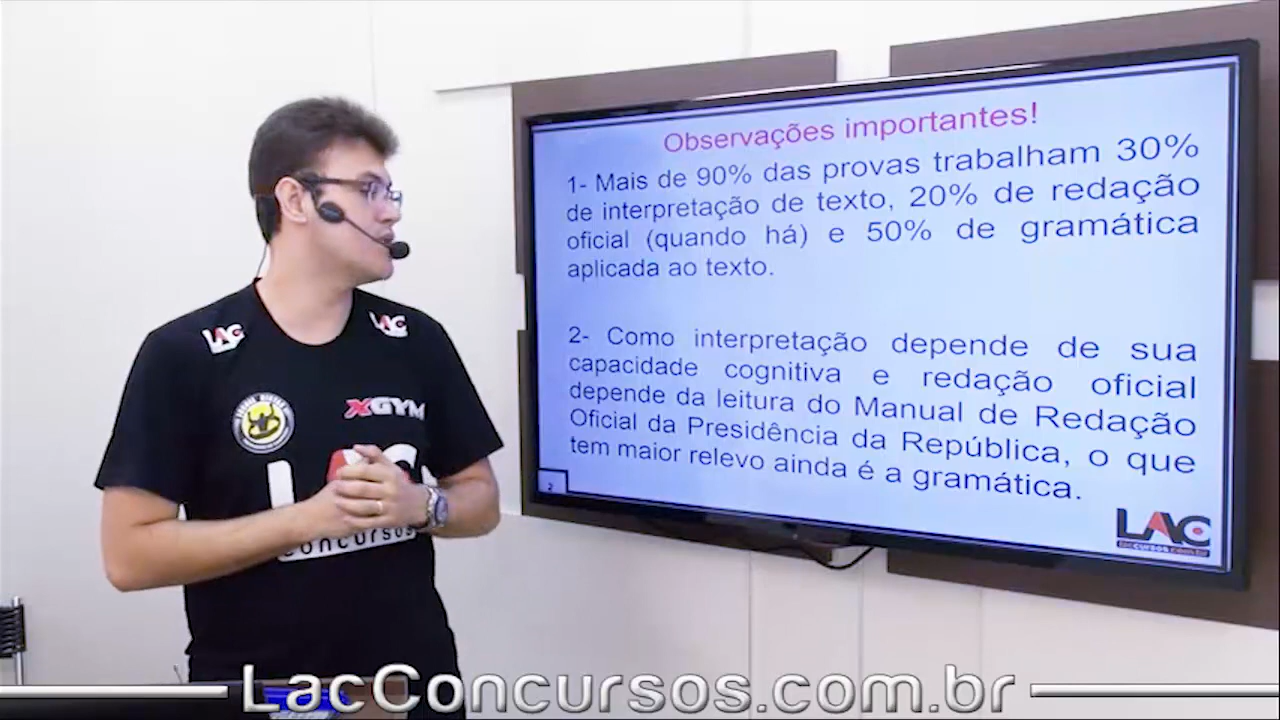 Observações importantes!
1- Mais de 90% das provas trabalham 30%
de interpretação de texto, 20% de redação
oficial (quando há) e 50% de gramática
aplicada ao texto.
2- Como interpretação depende de sua
capacidade cognitiva e redação oficial
depende da leitura do Manual de Redação
Oficial da Presidência da República, o que
tem maior relevo ainda é a gramática.
2
LAC
laccursos.com.br
LAC
LAC
XGYM
Concursos
LacConcursos.com.br